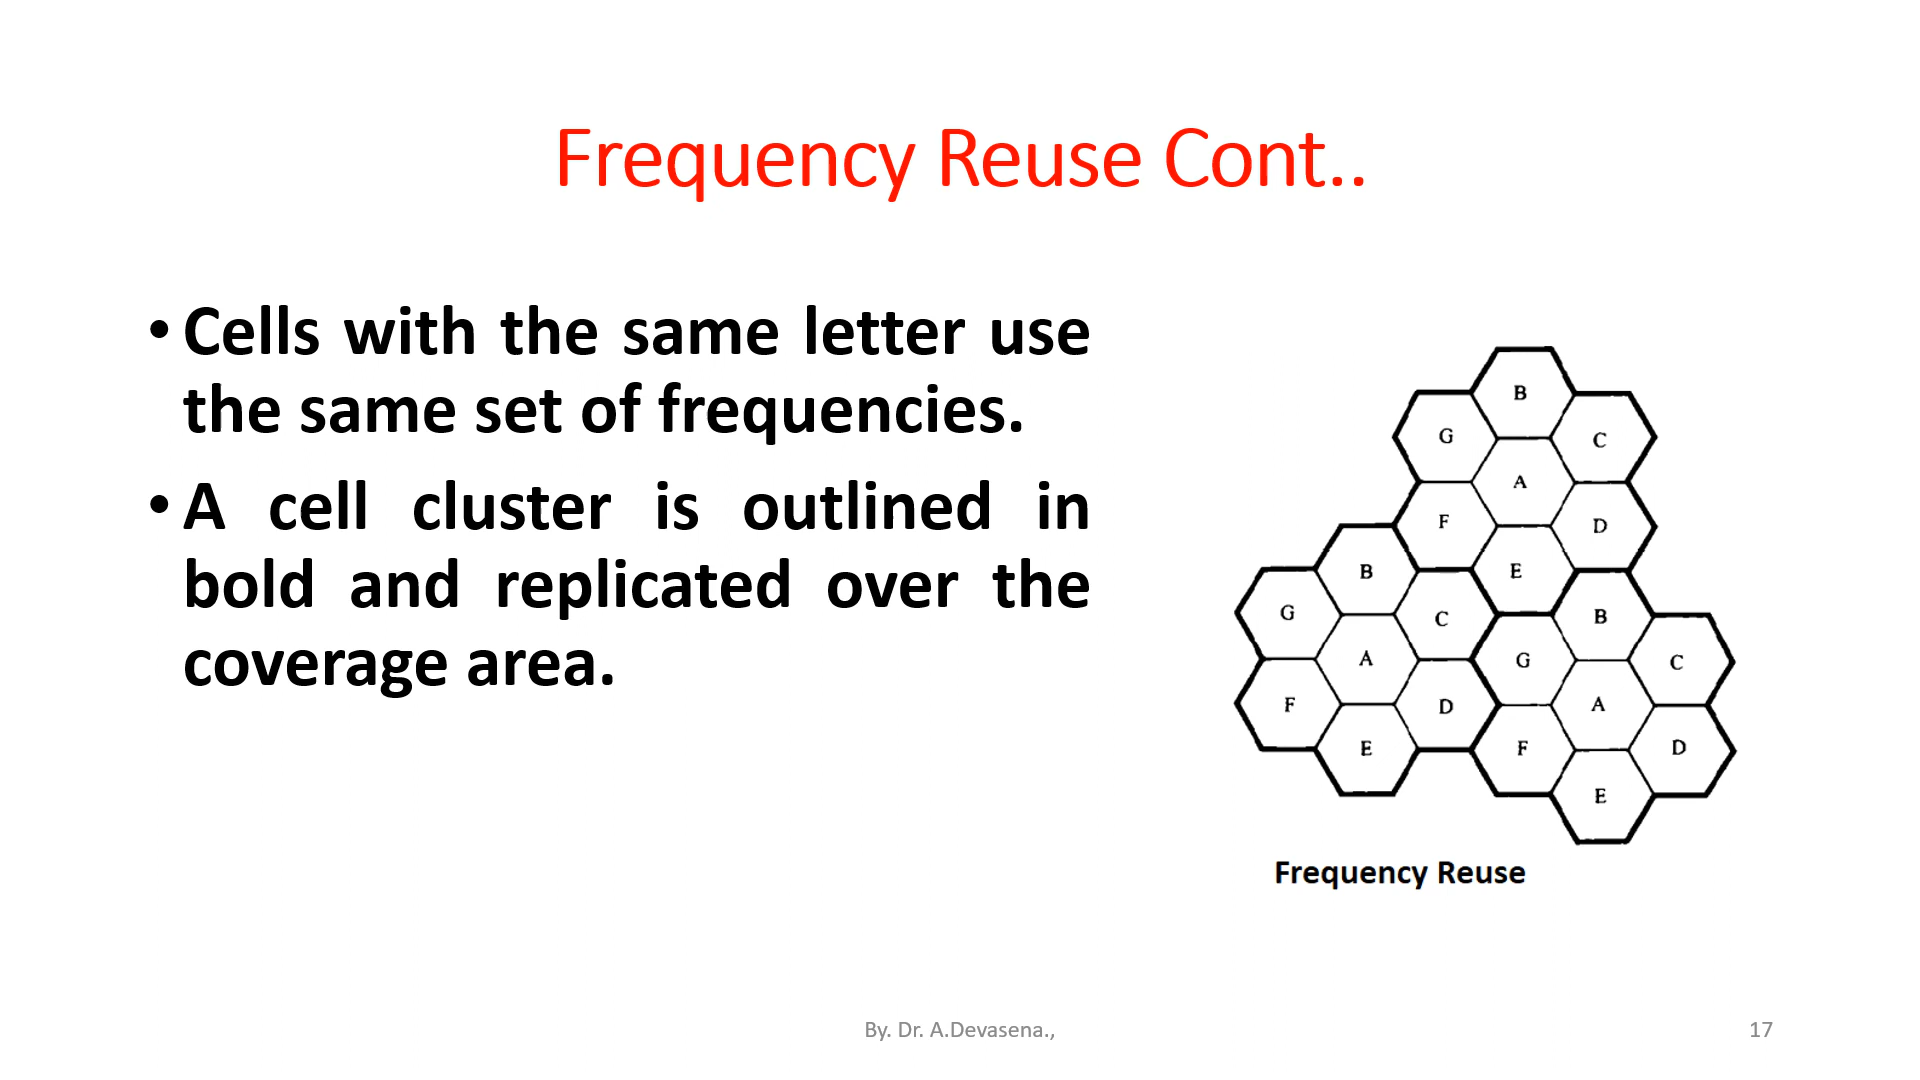 Frequency Reuse Cont..
• Cells with the same letter use
the same set of frequencies.
• A cell cluster is outlined in
bold and replicated over the
coverage area.
B
G
C
A
F
D
B
E
G
C
B
A
G
C
F
D
A
E
F
D
E
Frequency Reuse
By. Dr. A.Devasena.,
17